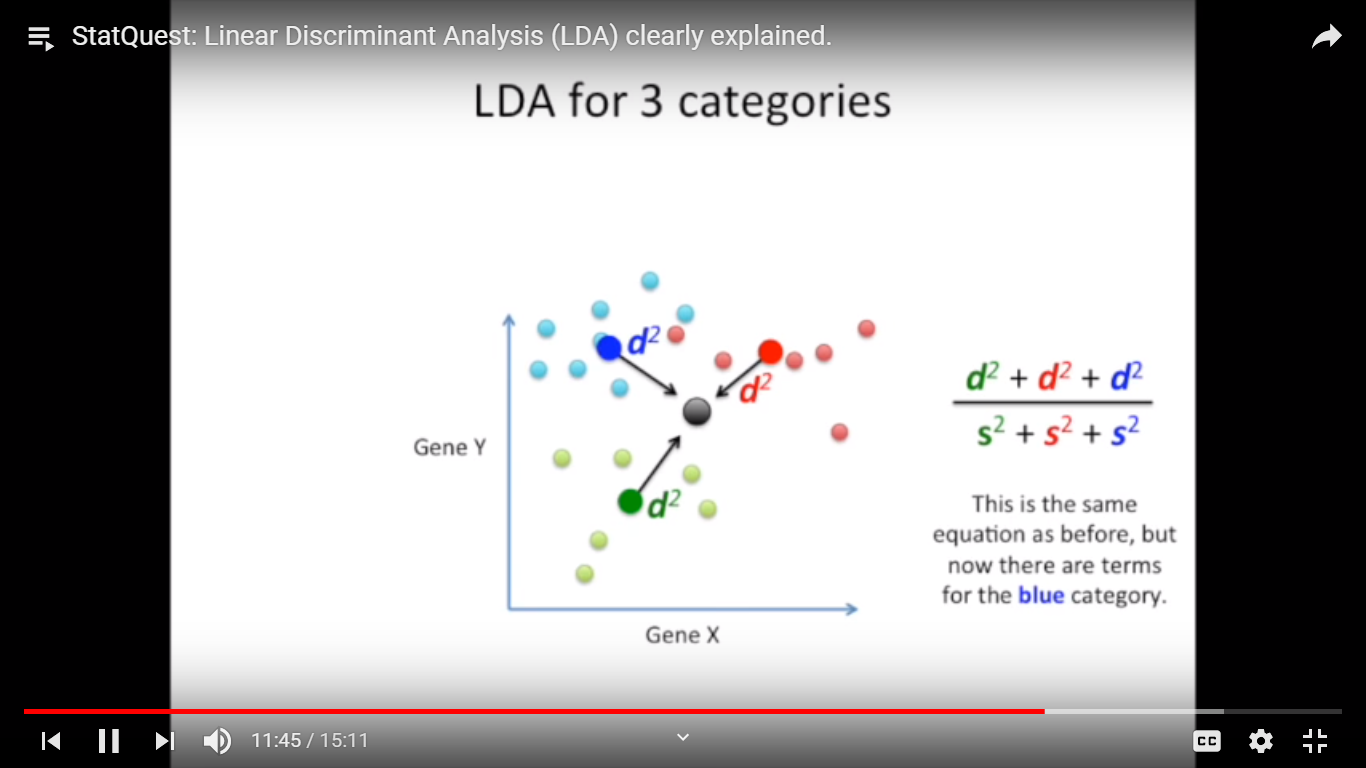 StatQuest: Linear Discriminant Analysis (LDA) clearly explained.
LDA for 3 categories
d²
d²
d² + d² + d²
s² + s² + s²
Gene Y
d²
This is the same
equation as before, but
now there are terms
for the blue category.
Gene X
11:45 / 15:11
CC